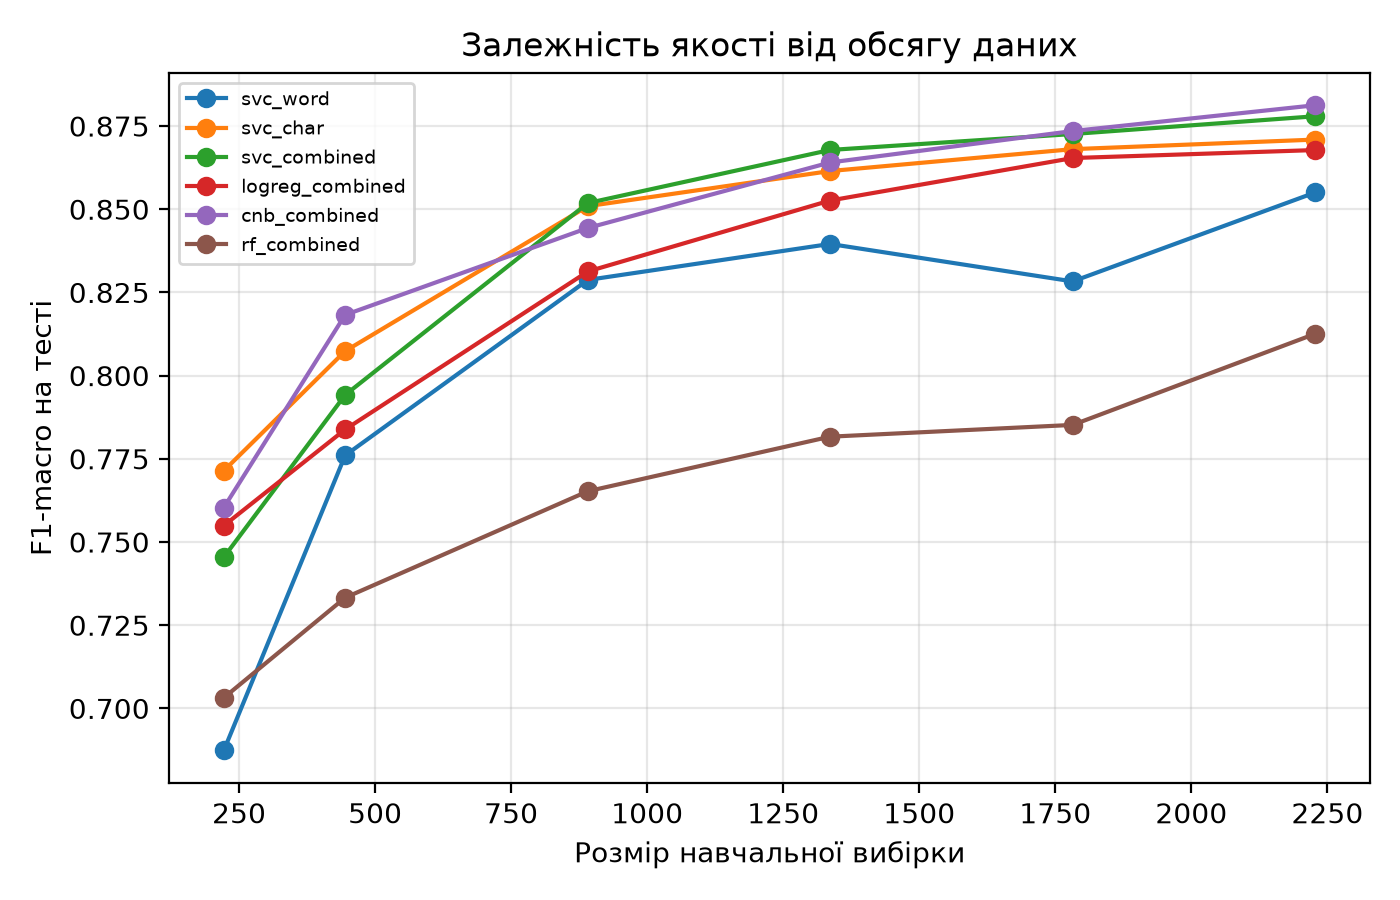 Залежність якості від обсягу даних
svc_word
svc_char
svc_combined
logreg_combined
cnb_combined
rf_combined
F1-macro на тесті
0.875
0.850
0.825
0.800
0.775
0.750
0.725
0.700
250 500 750 1000 1250 1500 1750 2000 2250
Розмір навчальної вибірки